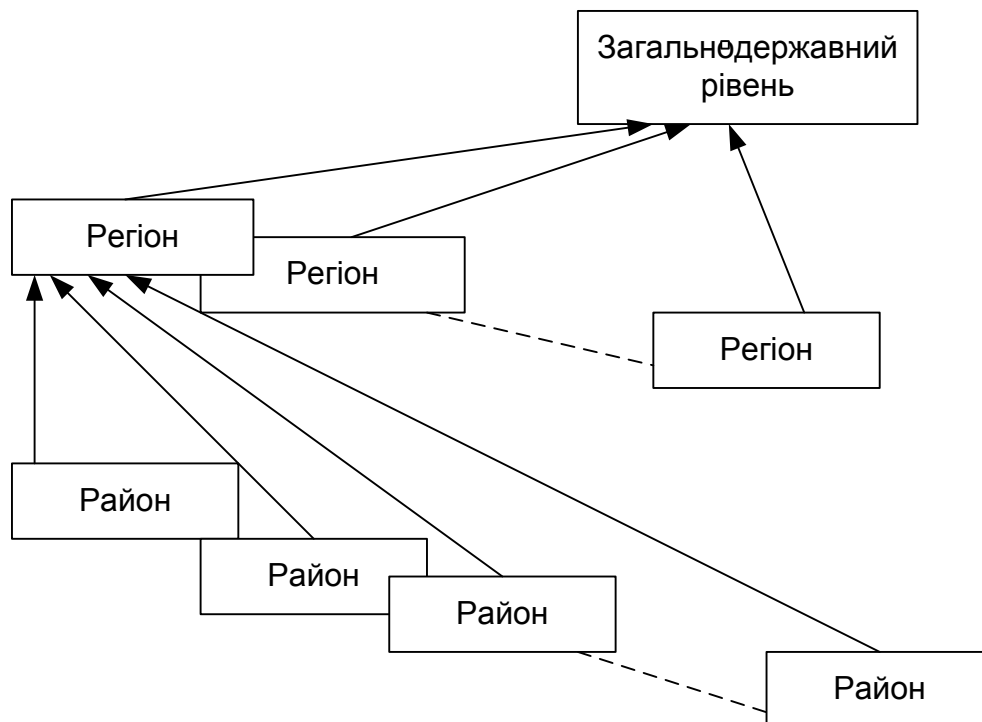 Загальнодержавний
рівень
Регіон
Регіон
Регіон
Район
Район
Район
Район